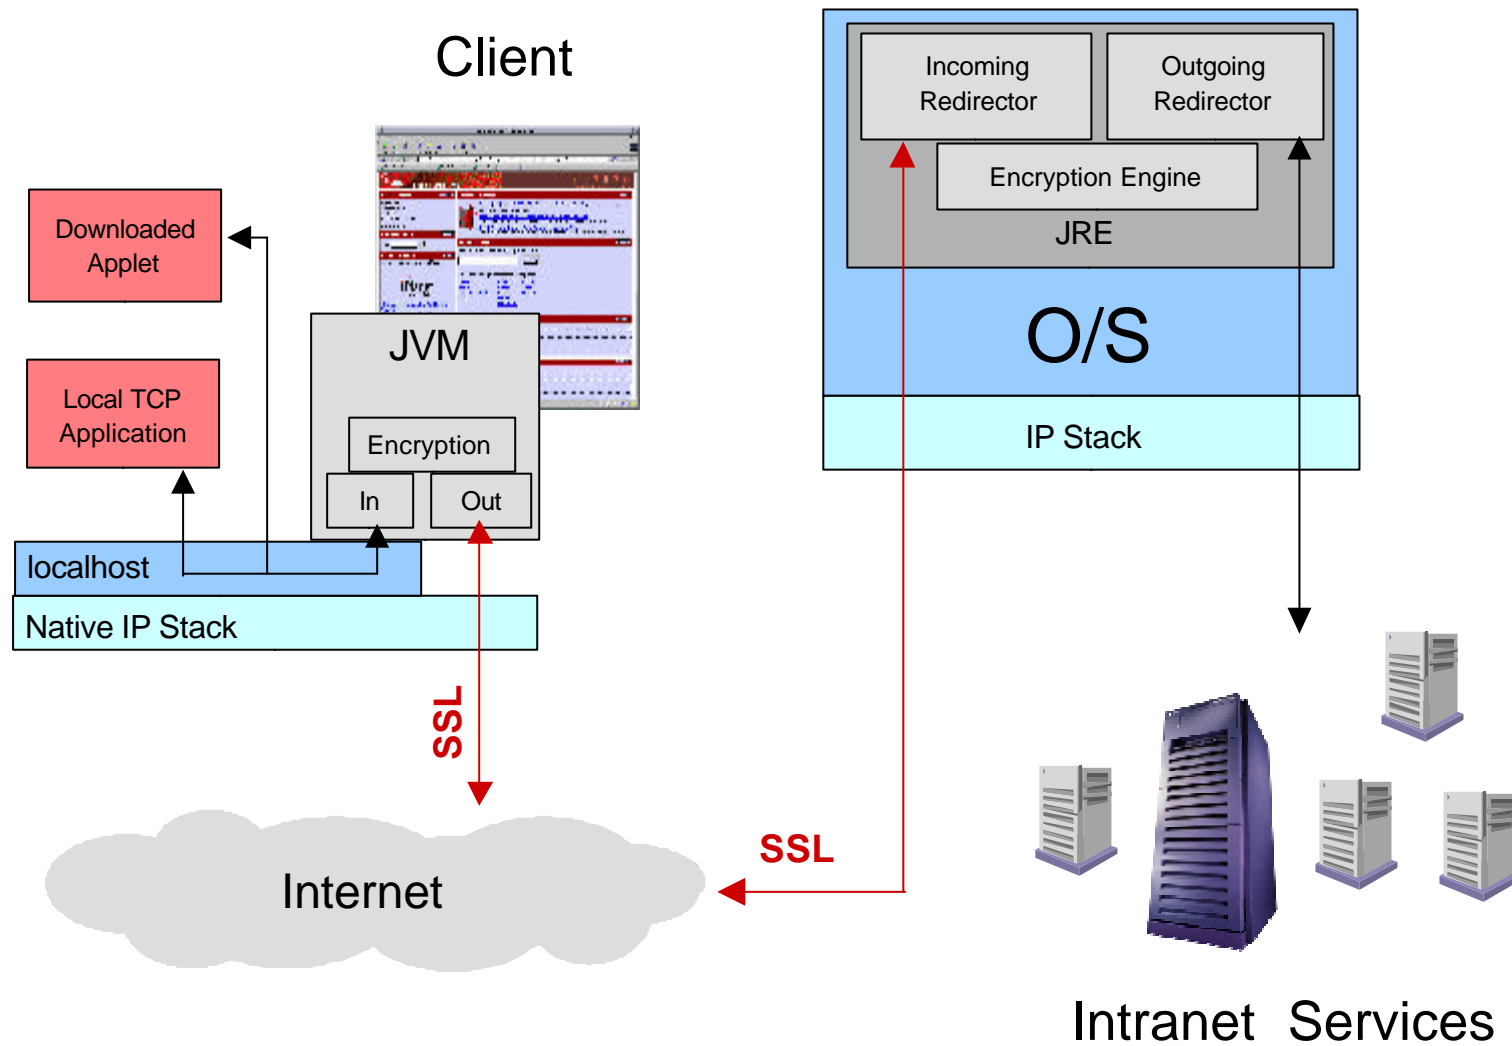 Client
Incoming
Redirector
Outgoing
Redirector
Encryption Engine
JRE
O/S
IP Stack
Downloaded
Applet
Local TCP
Application
JVM
Encryption
In
Out
localhost
Native IP Stack
SSL
SSL
Internet
Intranet Services